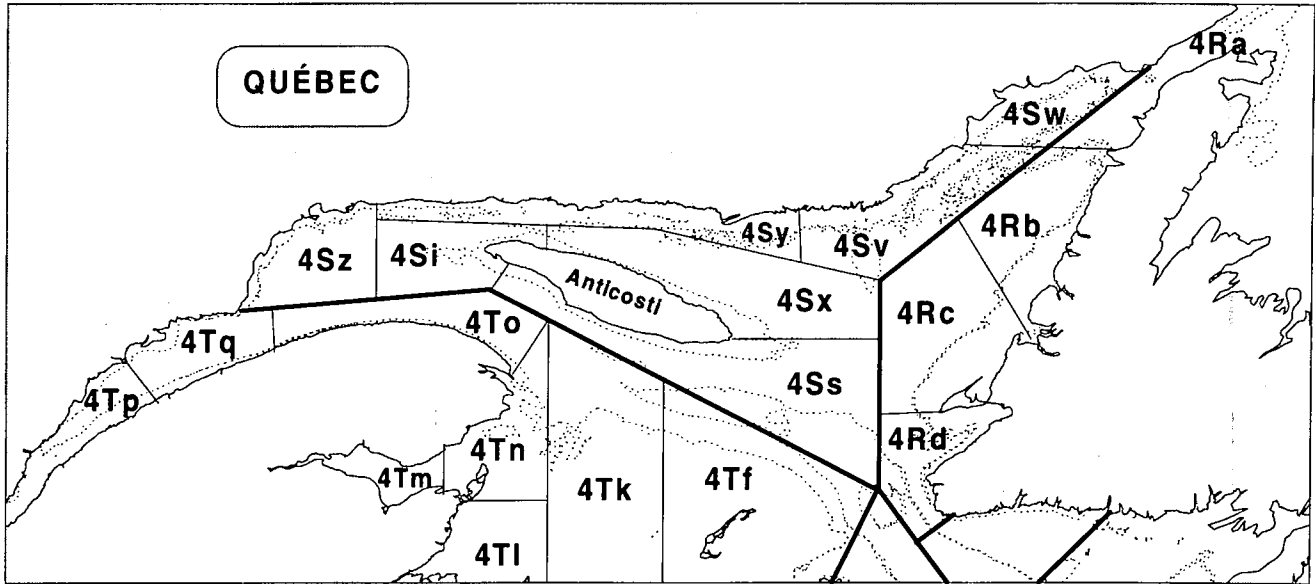 4Ra
QUÉBEC
4Sw
4Rb
4Sy
4Sv
4Sz
4Si
Anticosti
4Sx
4Rc
4To
4Tq
4Ss
4Tp
4Rd
4Tn
4Tm
4Tk
4Tf
4Tl